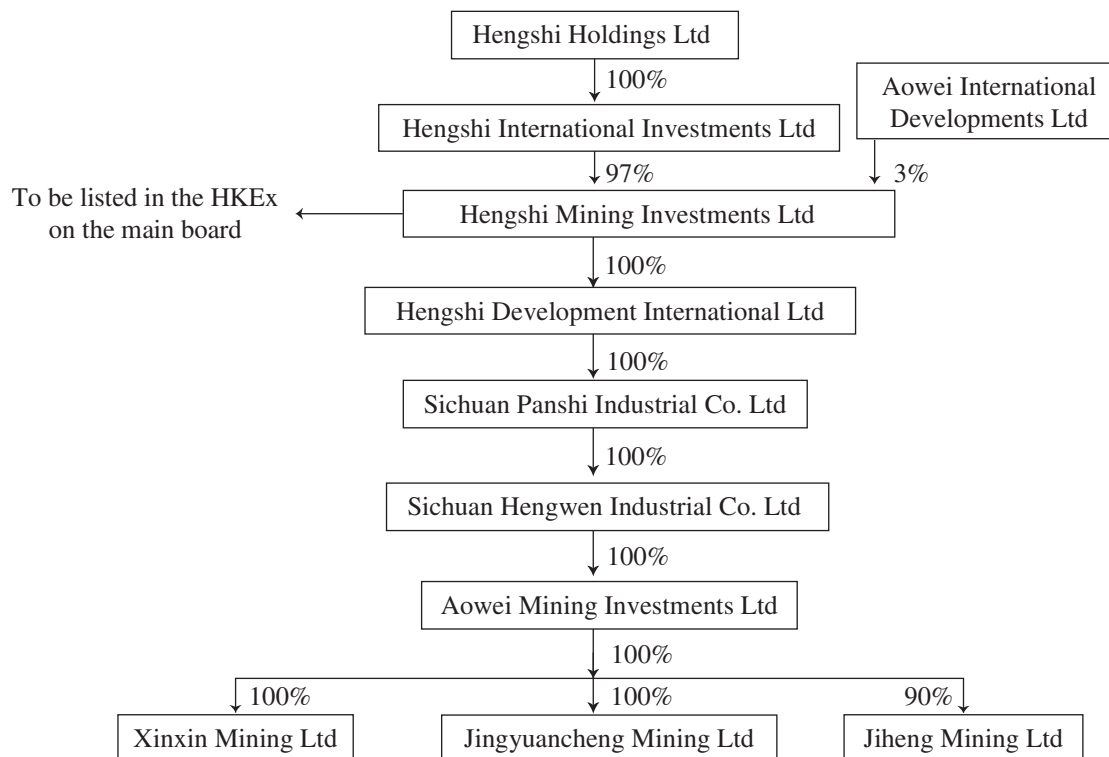 Hengshi Holdings Ltd
100%
Aowei International
Developments Ltd
Hengshi International Investments Ltd
97%
3%
To be listed in the HKEx
on the main board
Hengshi Mining Investments Ltd
100%
Hengshi Development International Ltd
100%
Sichuan Panshi Industrial Co. Ltd
100%
Sichuan Hengwen Industrial Co. Ltd
100%
Aowei Mining Investments Ltd
100%
100%
100%
90%
Xinxin Mining Ltd
Jingyuancheng Mining Ltd
Jiheng Mining Ltd